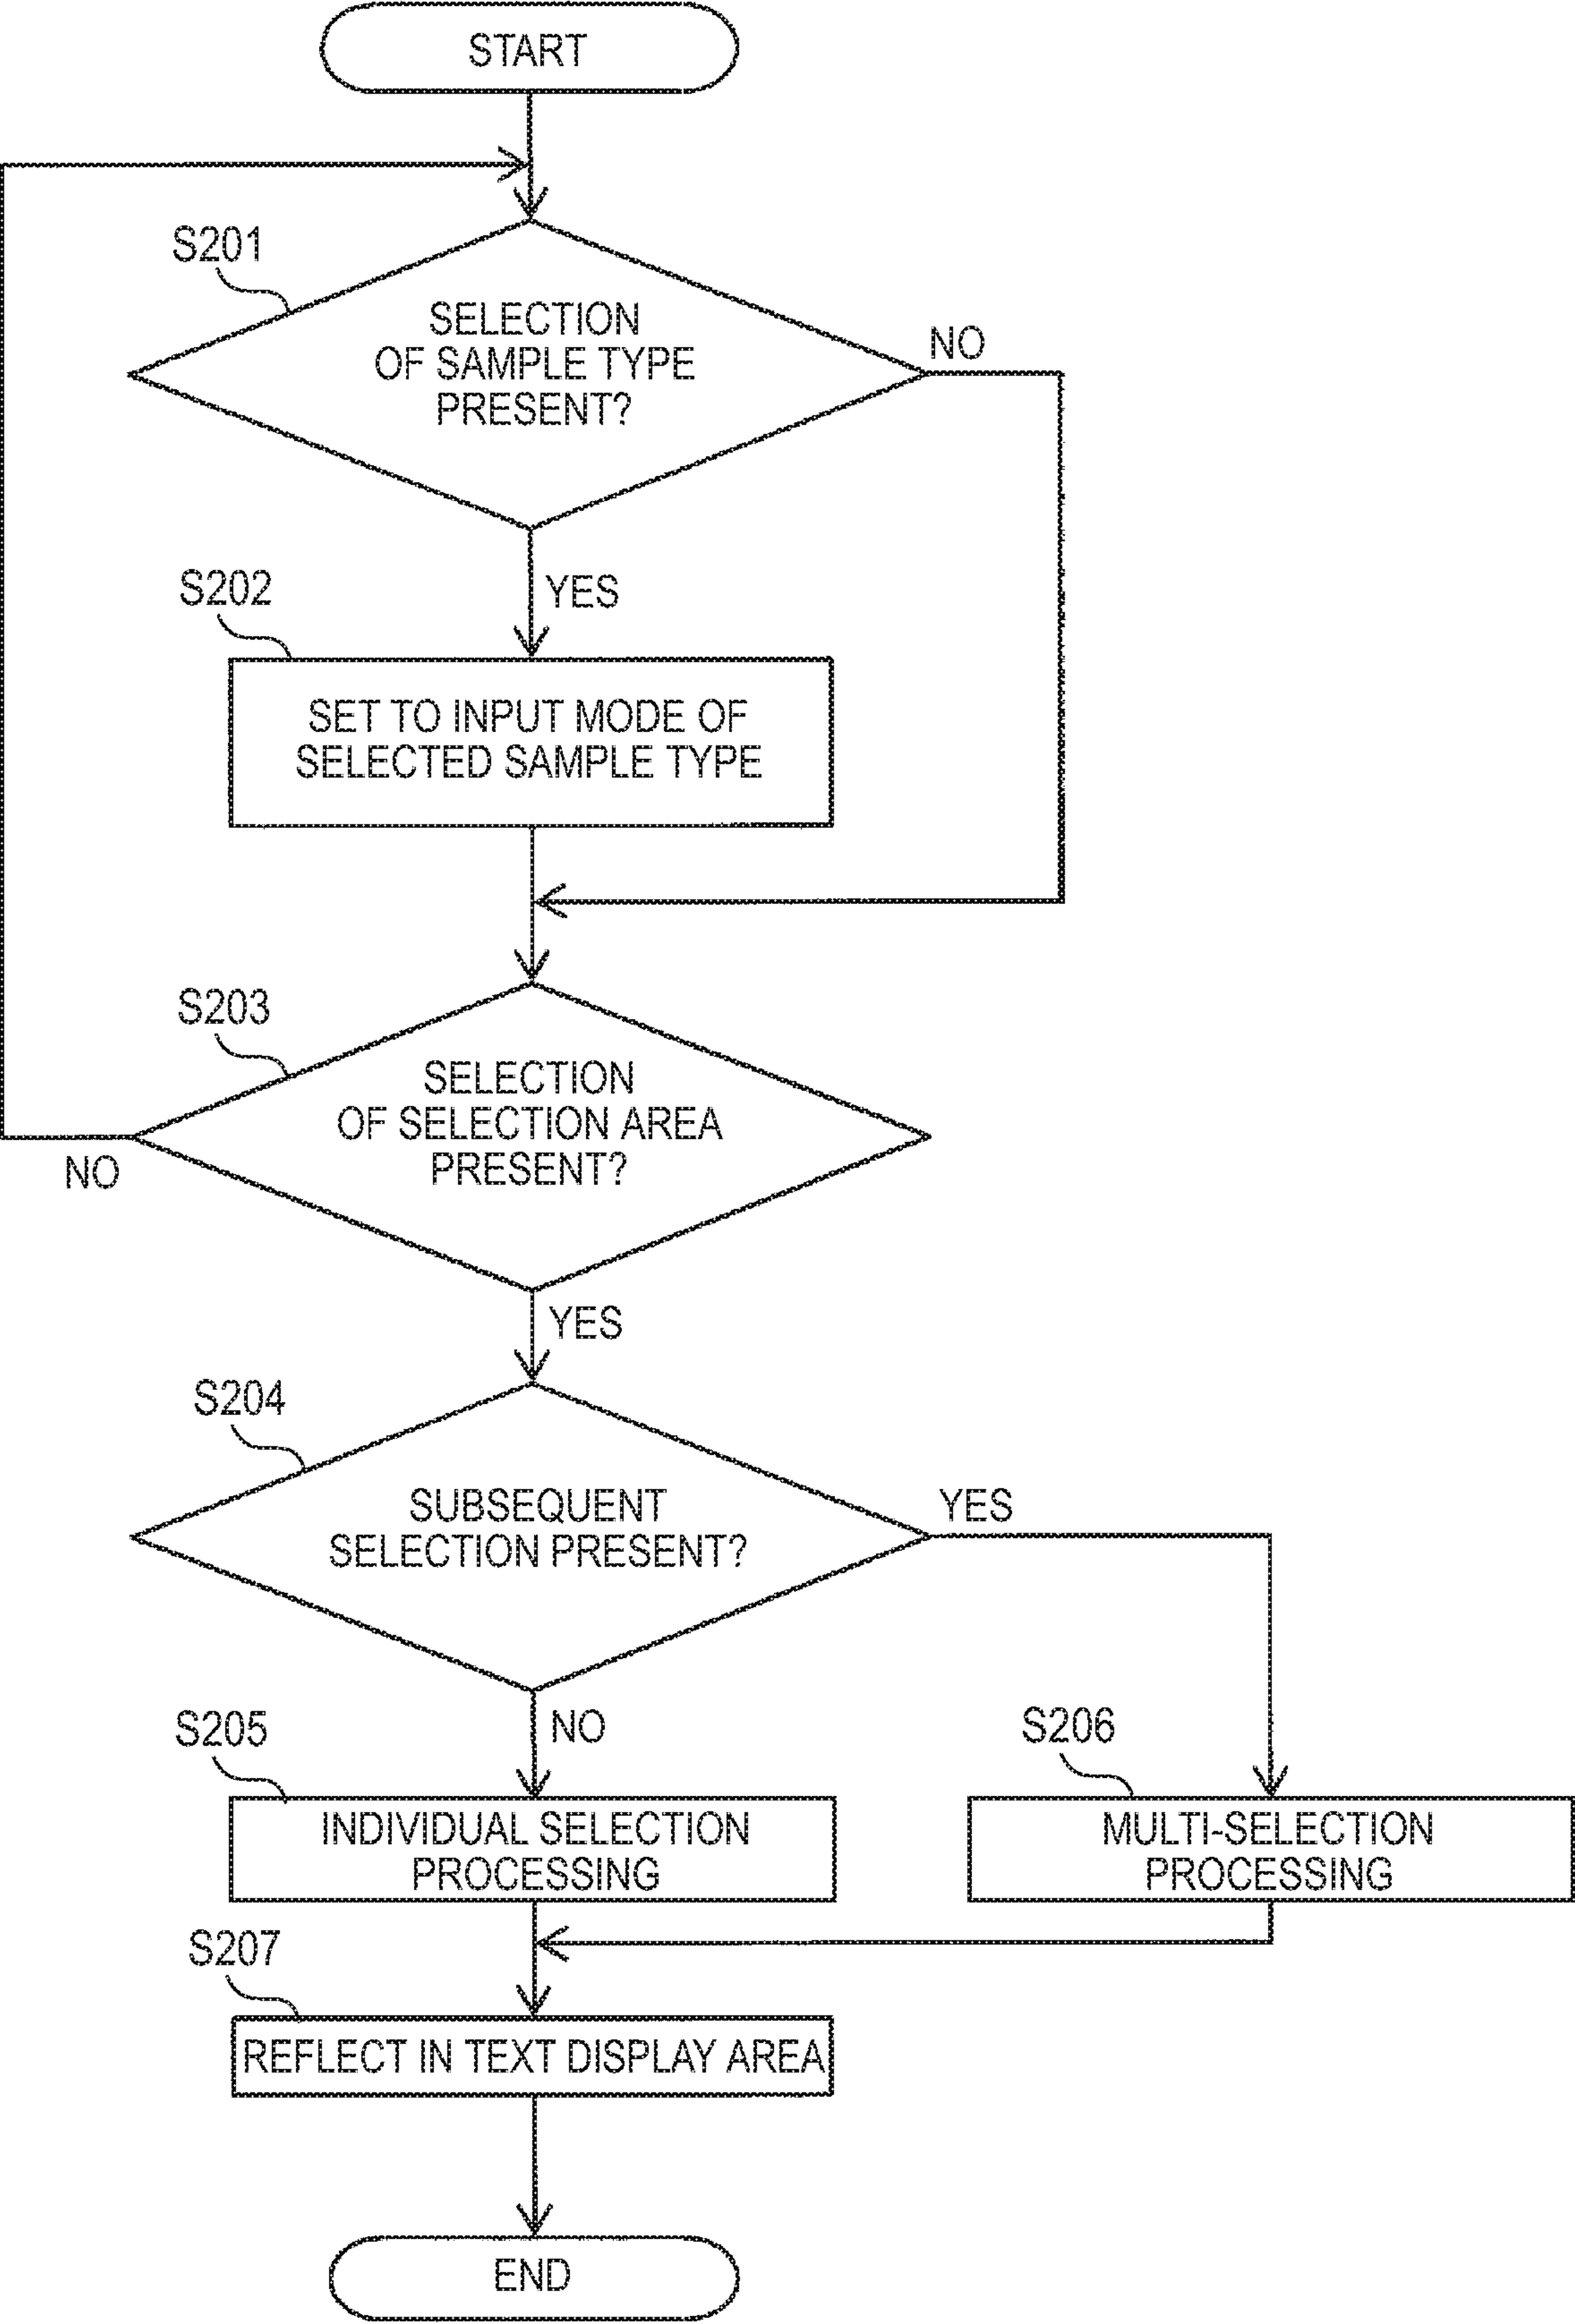 START
S201
SELECTION
OF SAMPLE TYPE
PRESENT?
NO
YES
S202
SET TO INPUT MODE OF
SELECTED SAMPLE TYPE
S203
SELECTION
OF SELECTION AREA
PRESENT?
NO
YES
S204
SUBSEQUENT
SELECTION PRESENT?
YES
NO
S205
INDIVIDUAL SELECTION
PROCESSING
S206
MULTI-SELECTION
PROCESSING
S207
REFLECT IN TEXT DISPLAY AREA
END